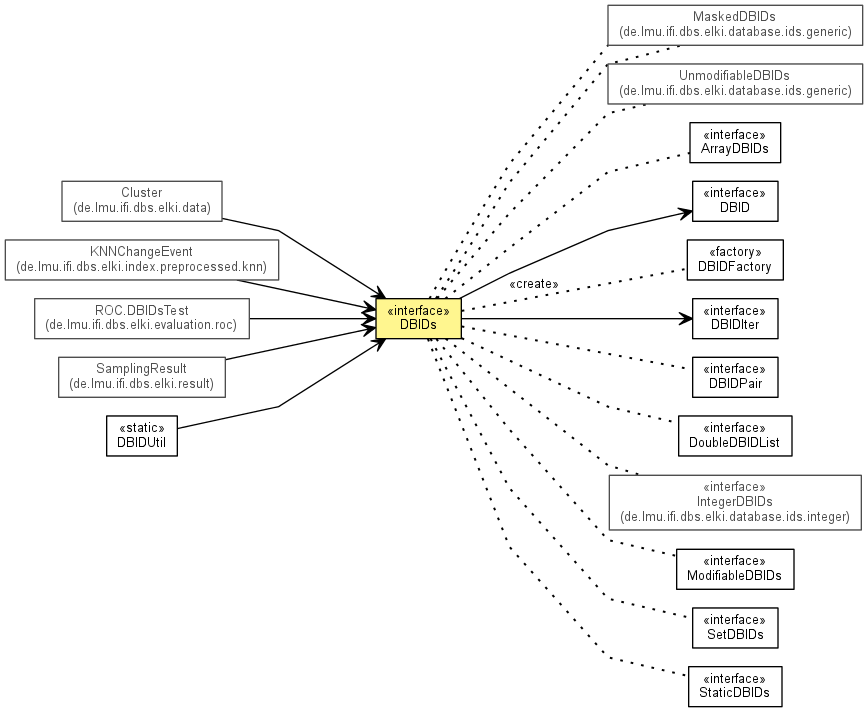 MaskedDBIDs
(de.lmu.ifi.dbs.elki.database.ids.generic)
UnmodifiableDBIDs
(de.lmu.ifi.dbs.elki.database.ids.generic)
«interface»
ArrayDBIDs
Cluster
(de.lmu.ifi.dbs.elki.data)
«interface»
DBID
KNNChangeEvent
(de.lmu.ifi.dbs.elki.index.preprocessed.knn)
«factory»
DBIDFactory
«create»
ROC.DBIDsTest
(de.lmu.ifi.dbs.elki.evaluation.roc)
«interface»
DBIDs
«interface»
DBIDIter
SamplingResult
(de.lmu.ifi.dbs.elki.result)
«interface»
DBIDPair
«static»
DBIDUtil
«interface»
DoubleDBIDList
«interface»
IntegerDBIDs
(de.lmu.ifi.dbs.elki.database.ids.integer)
«interface»
ModifiableDBIDs
«interface»
SetDBIDs
«interface»
StaticDBIDs